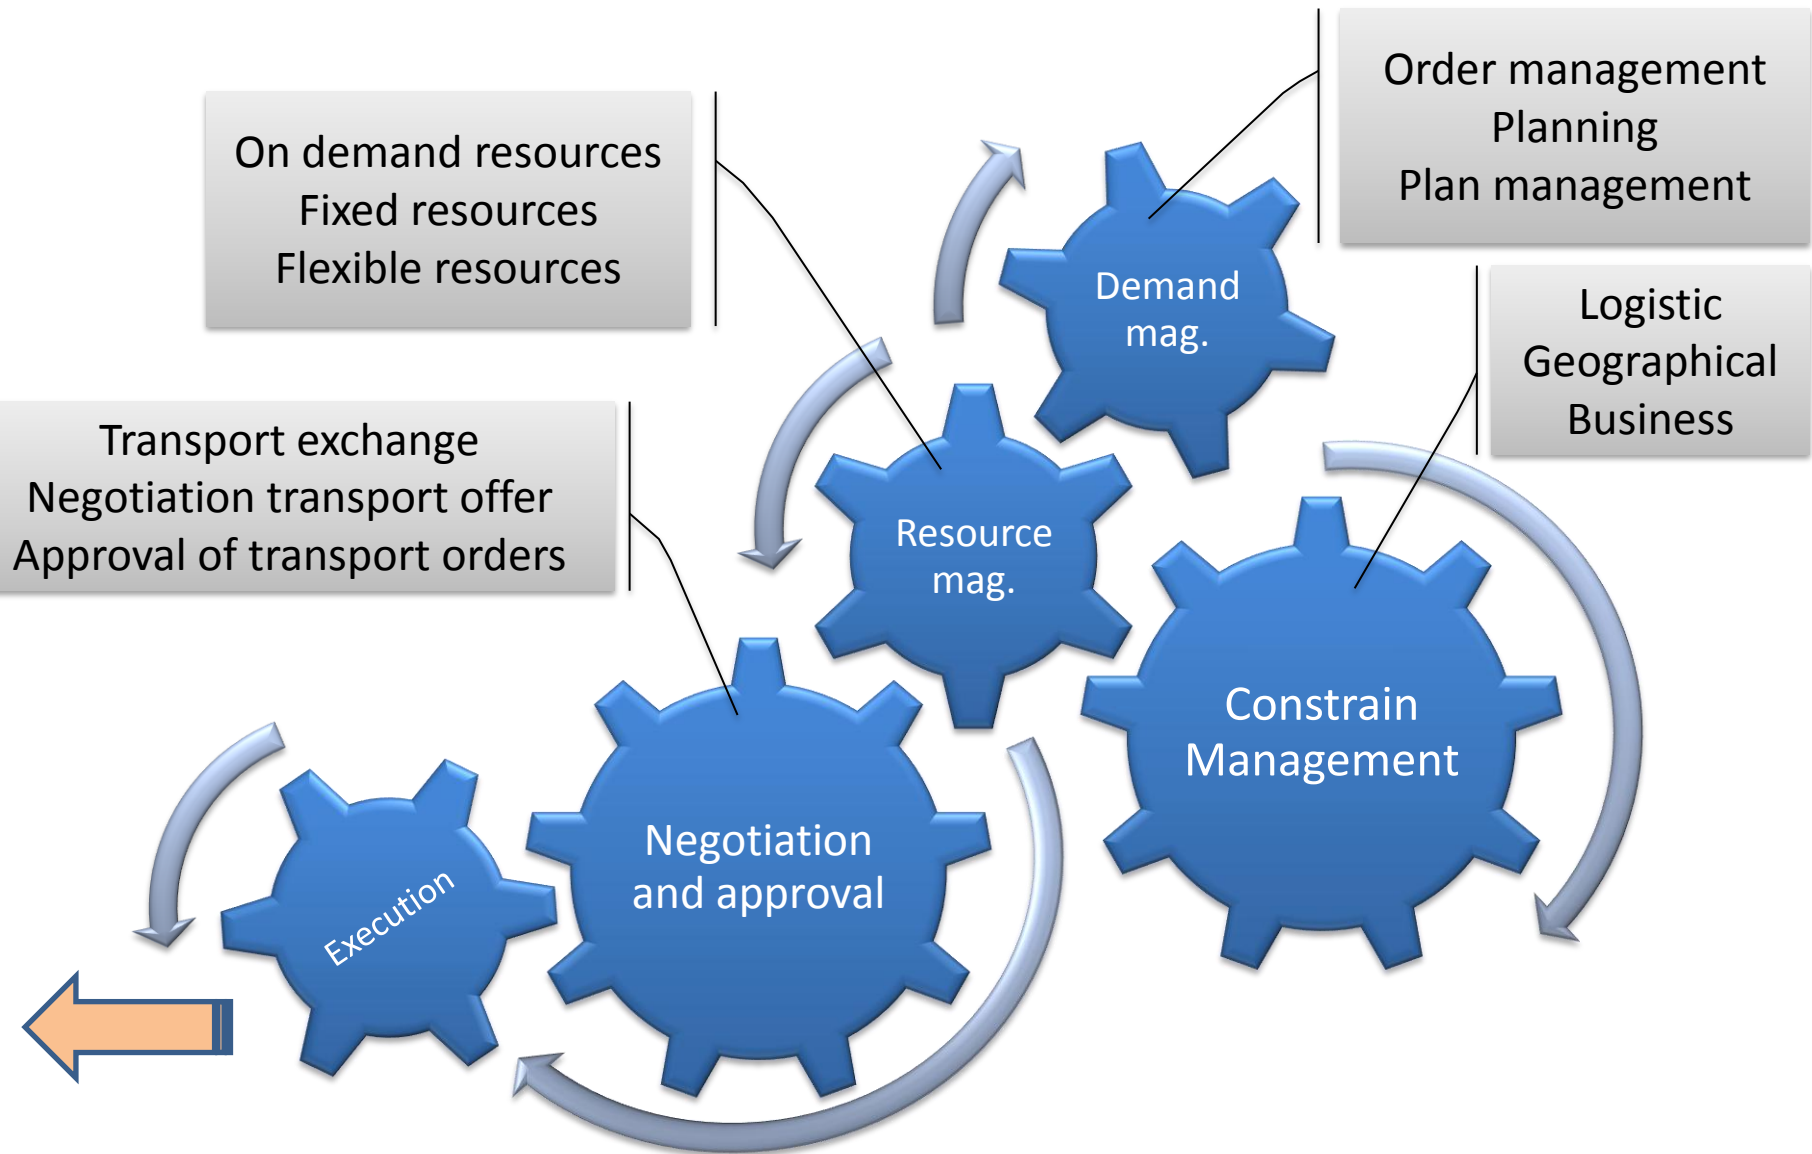 Order management
Planning
Plan management
On demand resources
Fixed resources
Flexible resources
Demand
mag.
Logistic
Geographical
Business
Transport exchange
Negotiation transport offer
Approval of transport orders
Resource
mag.
Constrain
Management
Negotiation
and approval
Execution